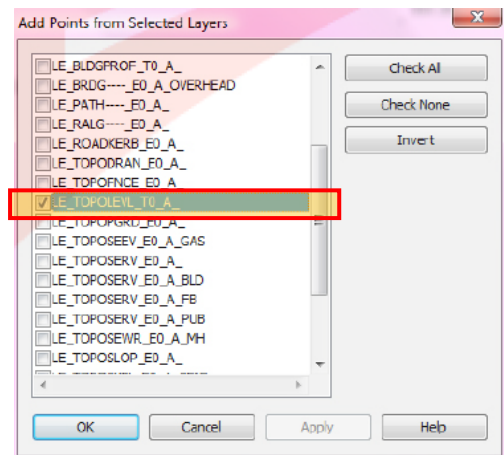 Add Points from Selected Layers
LE_BLDGPROF_T0_A_
LE_BRDG----_E0_A_OVERHEAD
LE_PATH----_E0_A_
LE_RALG----_E0_A_
LE_ROADKERB_E0_A_
LE_TOPODRAN_E0_A_
LE_TOPOFNCE_E0_A_
LE_TOPOLEVL_T0_A_
LE_TOPOPGRD_E0_A_
LE_TOPOSEEV_E0_A_GAS
LE_TOPOSERV_E0_A_
LE_TOPOSERV_E0_A_BLD
LE_TOPOSERV_E0_A_FB
LE_TOPOSERV_E0_A_PUB
LE_TOPOSEWR_E0_A_MH
LE_TOPOSLOP_E0_A_
Check All
Check None
Invert
OK Cancel Apply Help